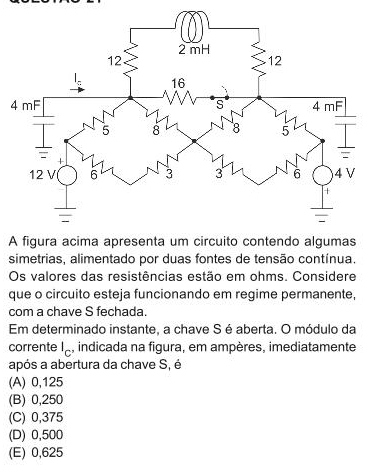 QUESTÃO 21
2 mH
12
12
I_c
16
S
4 mF
4 mF
5
8
8
5
12 V
+
6
3
3
6
4 V
+
A figura acima apresenta um circuito contendo algumas
simetrias, alimentado por duas fontes de tensão contínua.
Os valores das resistências estão em ohms. Considere
que o circuito esteja funcionando em regime permanente,
com a chave S fechada.
Em determinado instante, a chave S é aberta. O módulo da
corrente I_C, indicada na figura, em ampères, imediatamente
após a abertura da chave S, é
(A) 0,125
(B) 0,250
(C) 0,375
(D) 0,500
(E) 0,625